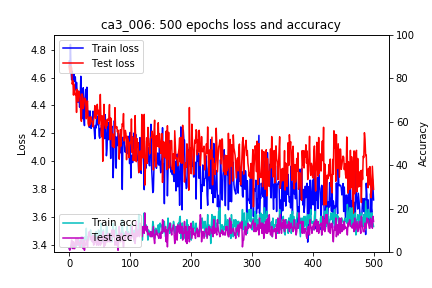 ca3_006: 500 epochs loss and accuracy
Train loss
Test loss
Train acc
Test acc
Loss
4.8
4.6
4.4
4.2
4.0
3.8
3.6
3.4
0
100
200
300
400
500
100
80
60
40
20
0
Accuracy